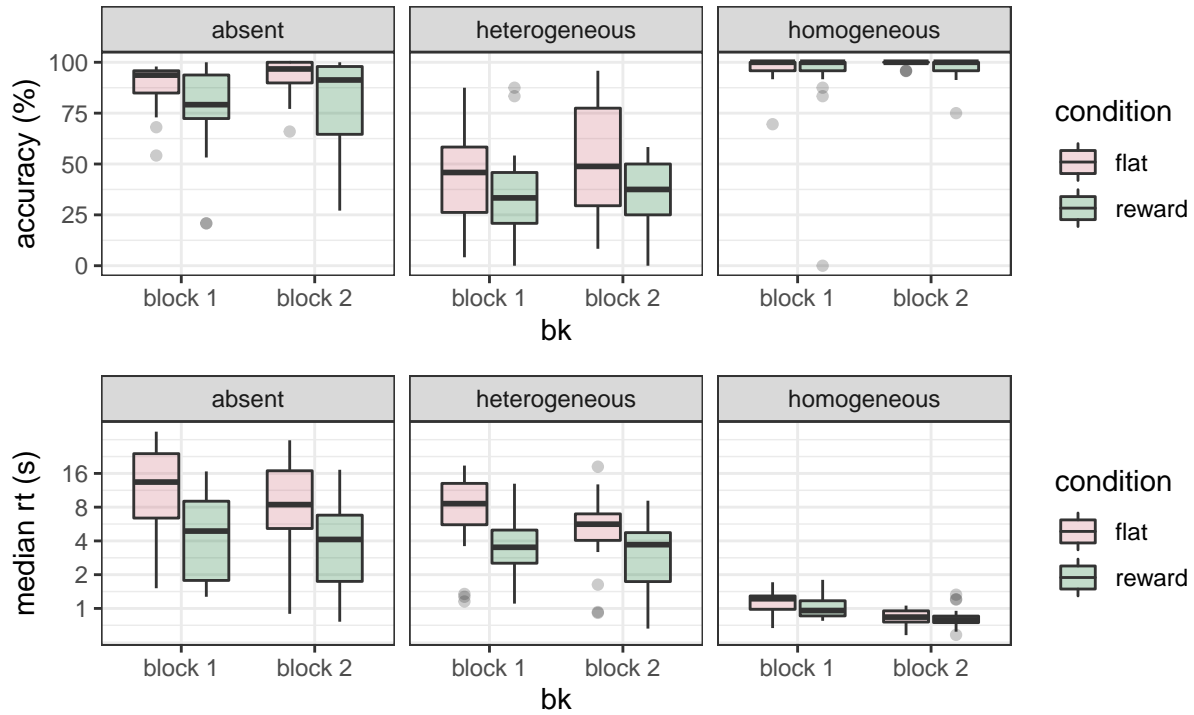 absent heterogeneous homogeneous
100
75
50
25
0
accuracy (%)
block 1 block 2 block 1 block 2 block 1 block 2
bk
condition
flat
reward
absent heterogeneous homogeneous
16
8
4
2
1
median rt (s)
block 1 block 2 block 1 block 2 block 1 block 2
bk
condition
flat
reward